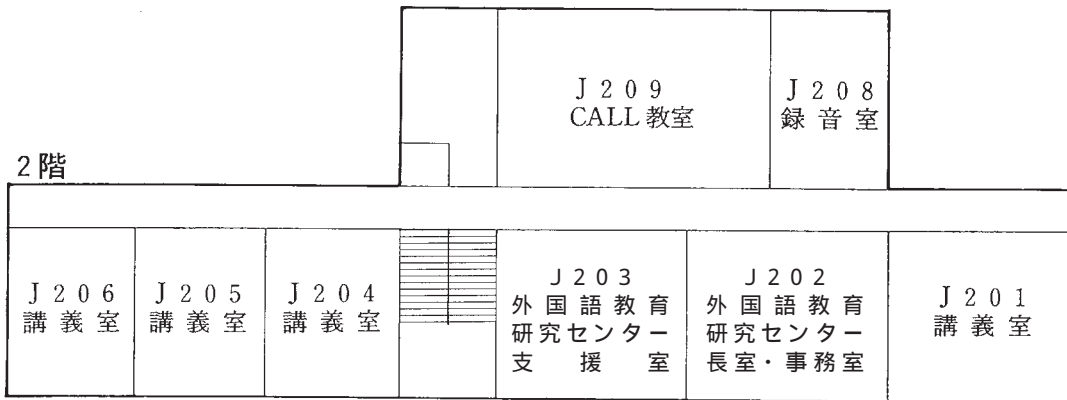 J209
CALL教室
J208
録音室
2階
J206
講義室
J205
講義室
J204
講義室
J203
外国語教育
研究センター
支援室
J202
外国語教育
研究センター
長室・事務室
J201
講義室